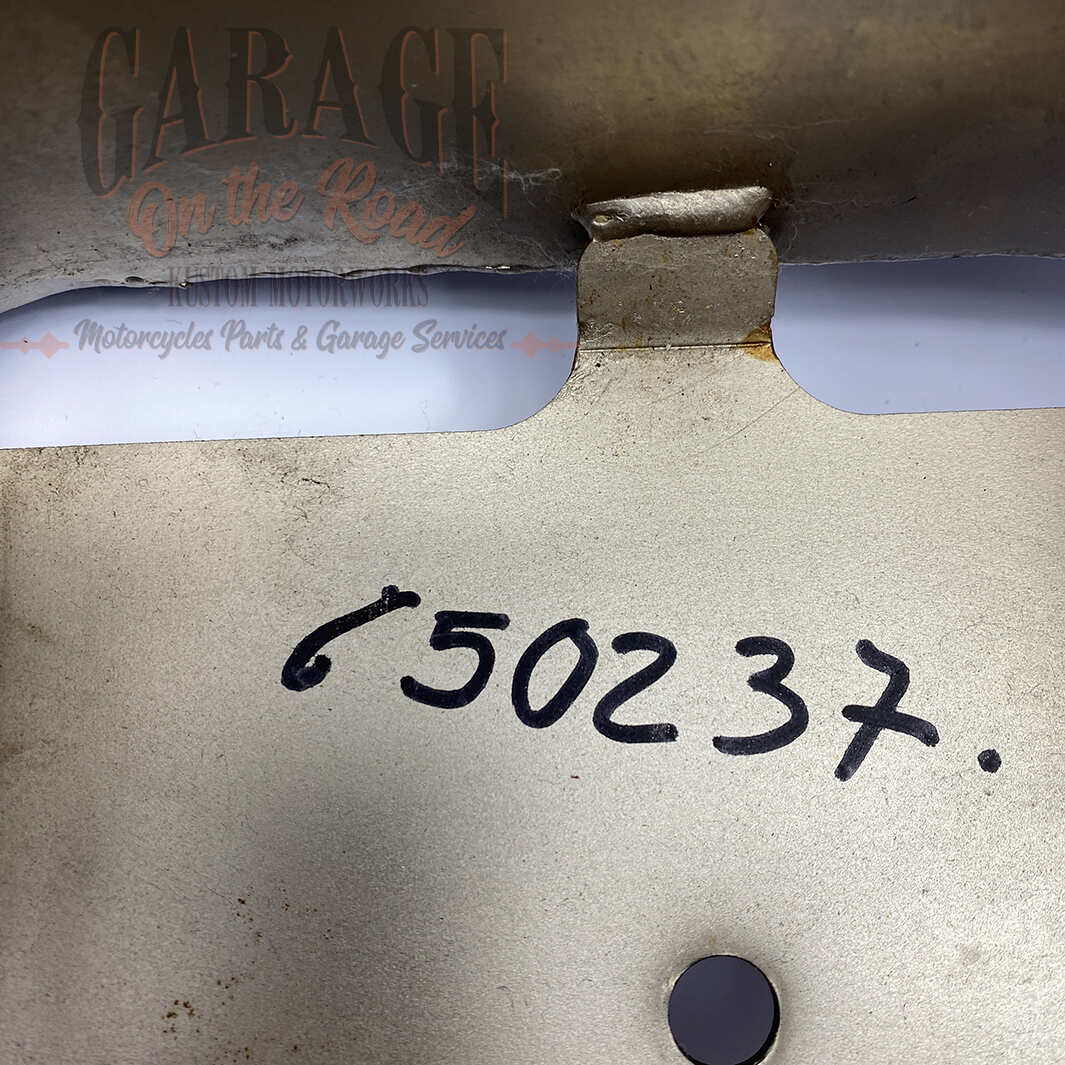 GARAGE
On the Road
KUSTOM MOTORWORKS
Motorcycles Parts & Garage Services
650237.